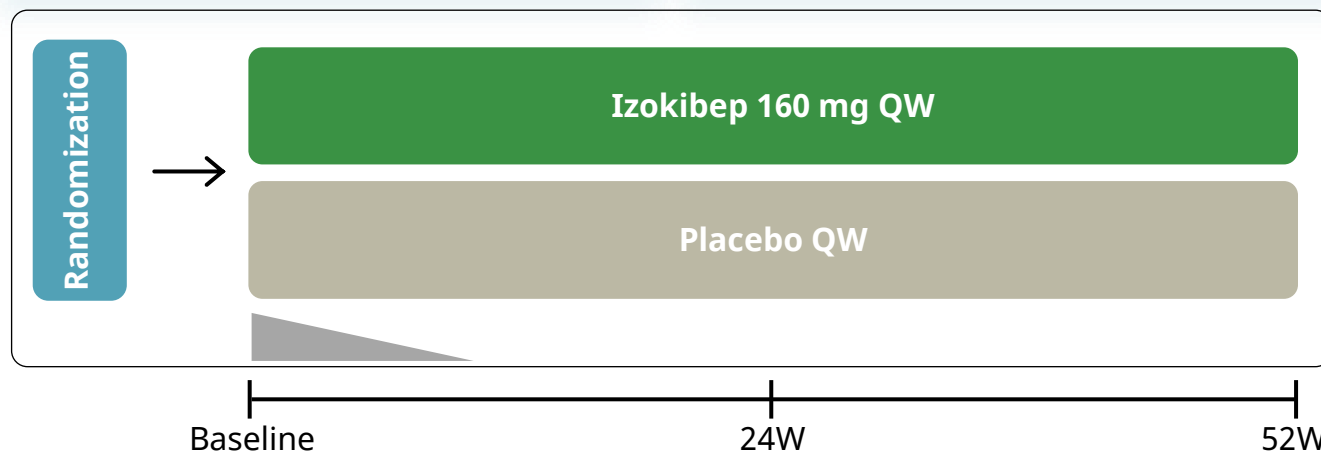 Randomization
Izokibep 160 mg QW
Placebo QW
Baseline
24W
52W